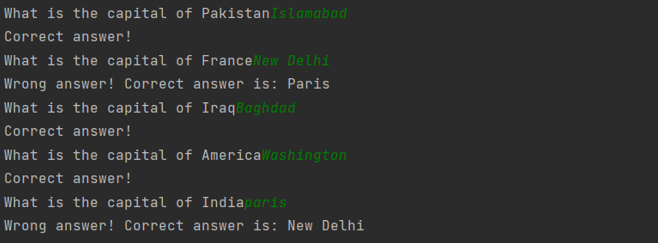 What is the capital of PakistanIslamabad
Correct answer!
What is the capital of FranceNew Delhi
Wrong answer! Correct answer is: Paris
What is the capital of IraqBaghdad
Correct answer!
What is the capital of AmericaWashington
Correct answer!
What is the capital of Indiaparis
Wrong answer! Correct answer is: New Delhi